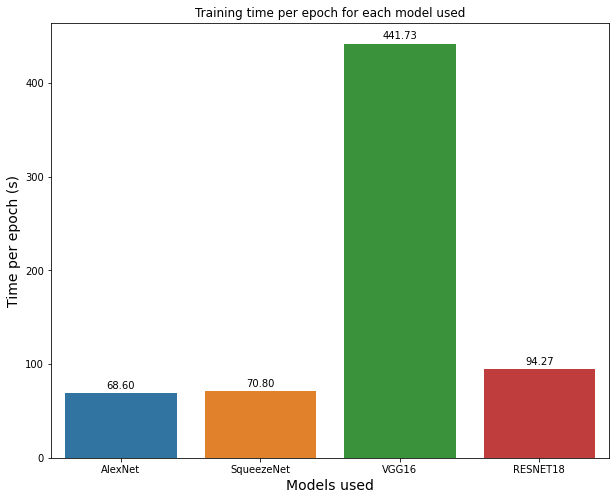 Training time per epoch for each model used
441.73
400
300
Time per epoch (s)
200
100
94.27
68.60
70.80
0
AlexNet
SqueezeNet
VGG16
RESNET18
Models used